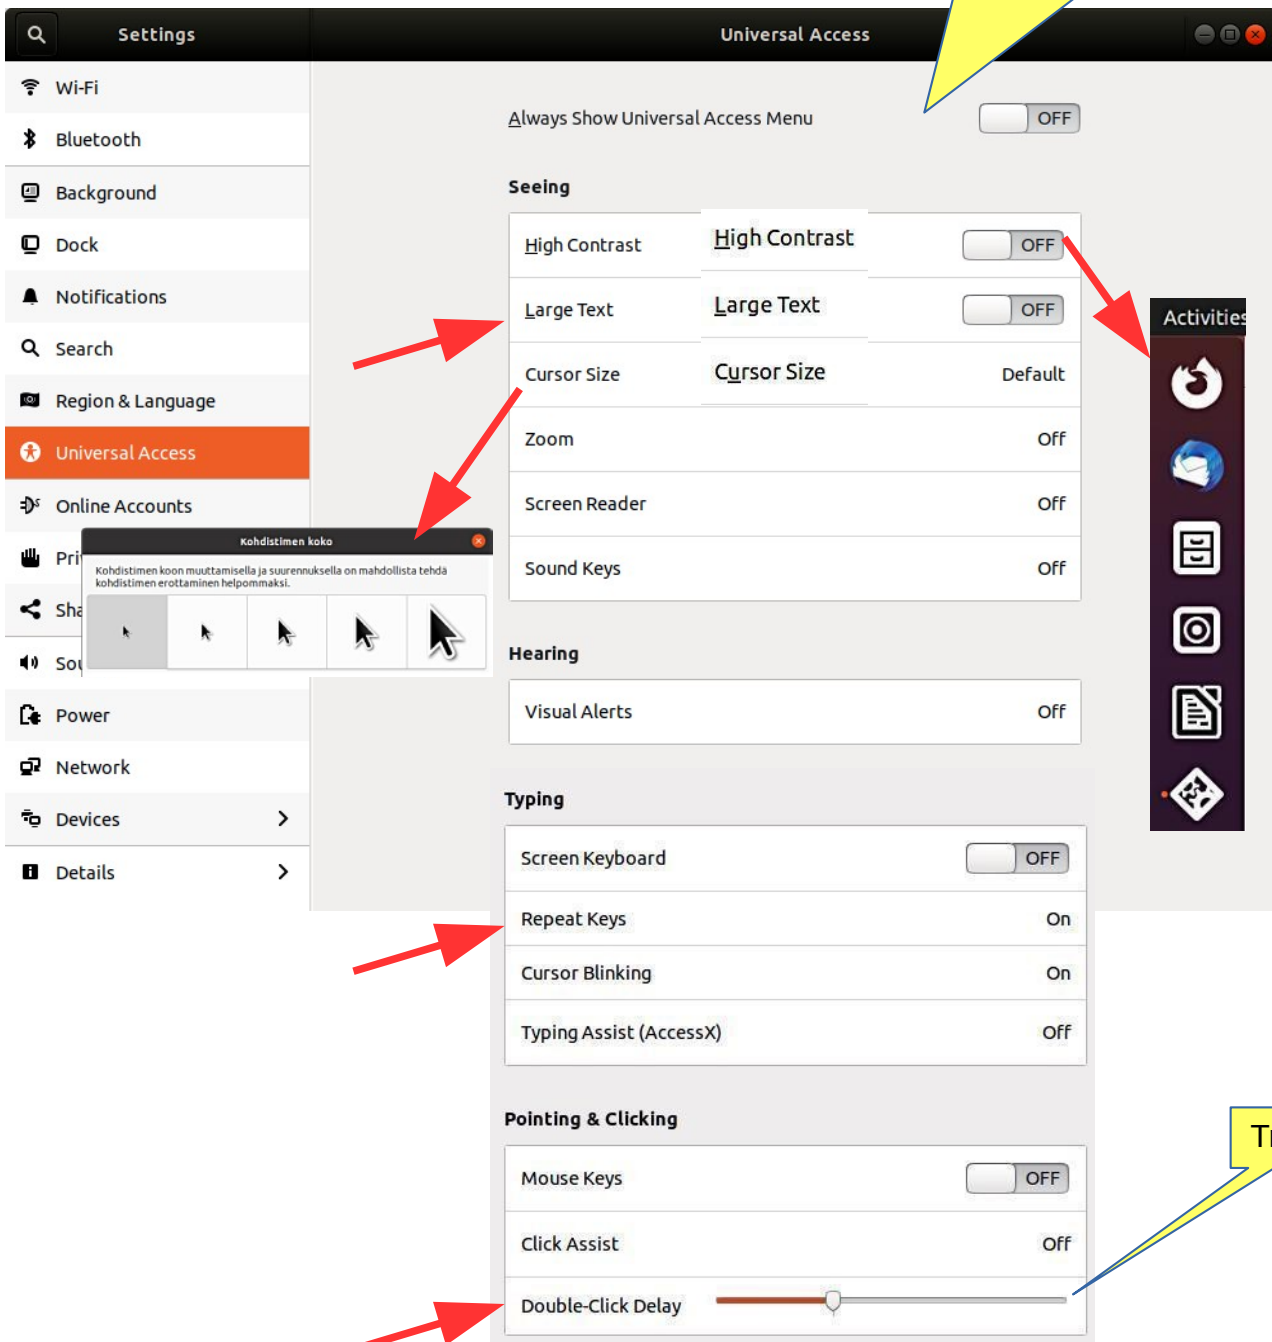 Settings
Universal Access
Wi-Fi
Bluetooth
Background
Dock
Notifications
Search
Region & Language
Universal Access
Online Accounts
Pri
Sha
Sou
Power
Network
Devices
Details
Always Show Universal Access Menu OFF
Seeing
High Contrast High Contrast OFF
Large Text Large Text OFF
Cursor Size Cursor Size Default
Zoom Off
Screen Reader Off
Sound Keys Off
Hearing
Visual Alerts Off
Typing
Screen Keyboard OFF
Repeat Keys On
Cursor Blinking On
Typing Assist (AccessX) Off
Pointing & Clicking
Mouse Keys OFF
Click Assist Off
Double-Click Delay
Kohdistimen koko
Kohdistimen koon muuttamisella ja suurennuksella on mahdollista tehdä
kohdistimen erottaminen helpommaksi.
Activities